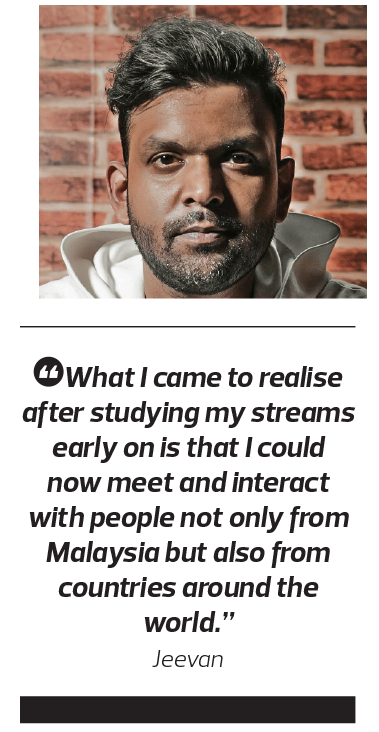 “What I came to realise
after studying my streams
early on is that I could
now meet and interact
with people not only from
Malaysia but also from
countries around the
world.”
Jeevan